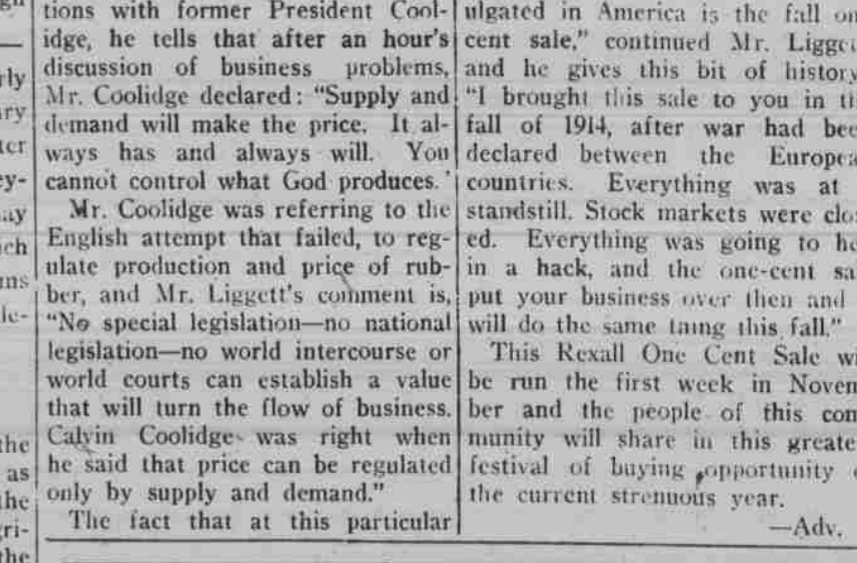 tions with former President Cool-
idge, he tells that after an hour's
discussion of business problems,
Mr. Coolidge declared: "Supply and
demand will make the price. It al-
ways has and always will. You
cannot control what God produces.'
Mr. Coolidge was referring to the
English attempt that failed, to reg-
ulate production and price of rub-
ber, and Mr. Liggett's comment is,
"No special legislation—no national
legislation—no world intercourse or
world courts can establish a value
that will turn the flow of business.
Calvin Coolidge was right when
he said that price can be regulated
only by supply and demand."
The fact that at this particular
ulgated in America is the fall
cent sale," continued Mr.
and he gives this bit of history
"I brought this sale to you in
fall of 1914, after war had
declared between the
countries. Everything was at
standstill. Stock markets were
ed. Everything was going to
in a hack, and the one-cent
put your business over then and
will do the same thing this fall."
This Rexall One Cent Sale
be run the first week in Novem
ber and the people of this com
munity will share in this
festival of buying opportunity
the current strenuous year.
—Adv.
the
as
the
gri-
the